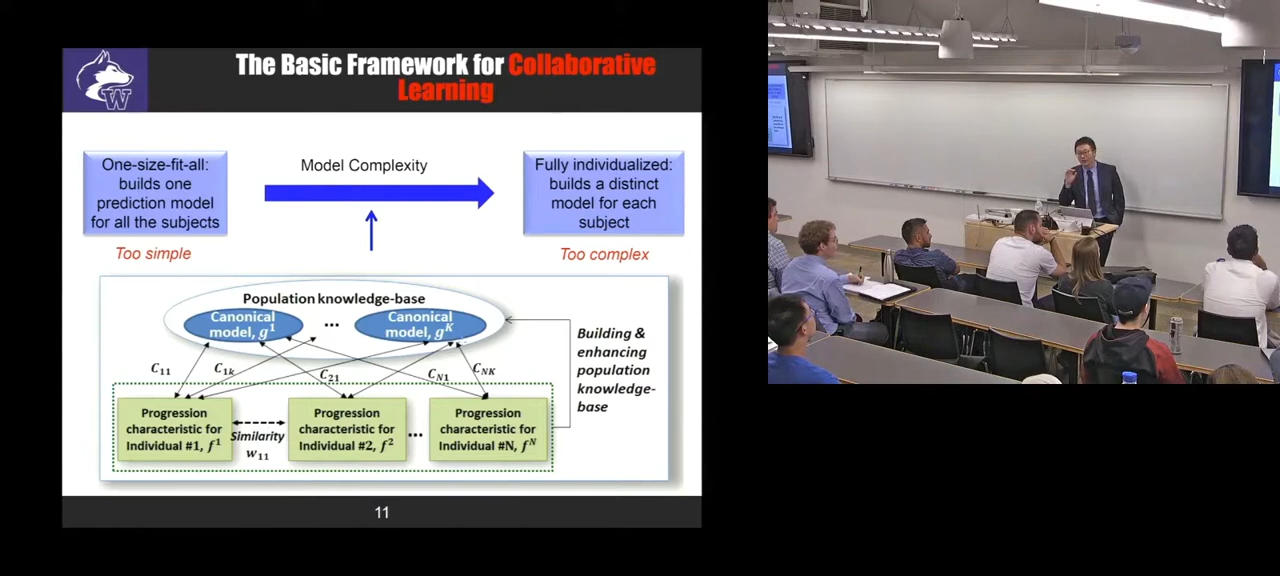 The Basic Framework for Collaborative
Learning
W
One-size-fit-all:
builds one
prediction model
for all the subjects
Too simple
Model Complexity
Fully individualized:
builds a distinct
model for each
subject
Too complex
Population knowledge-base
Canonical
model, g¹
...
Canonical
model, gᴷ
C₁₁
C₁ₖ
C₂₁
C_N1
C_NK
Building &
enhancing
population
knowledge-
base
Progression
characteristic for
Individual #1, f¹
Similarity
w₁₁
Progression
characteristic for
Individual #2, f²
...
Progression
characteristic for
Individual #N, fᴺ
11